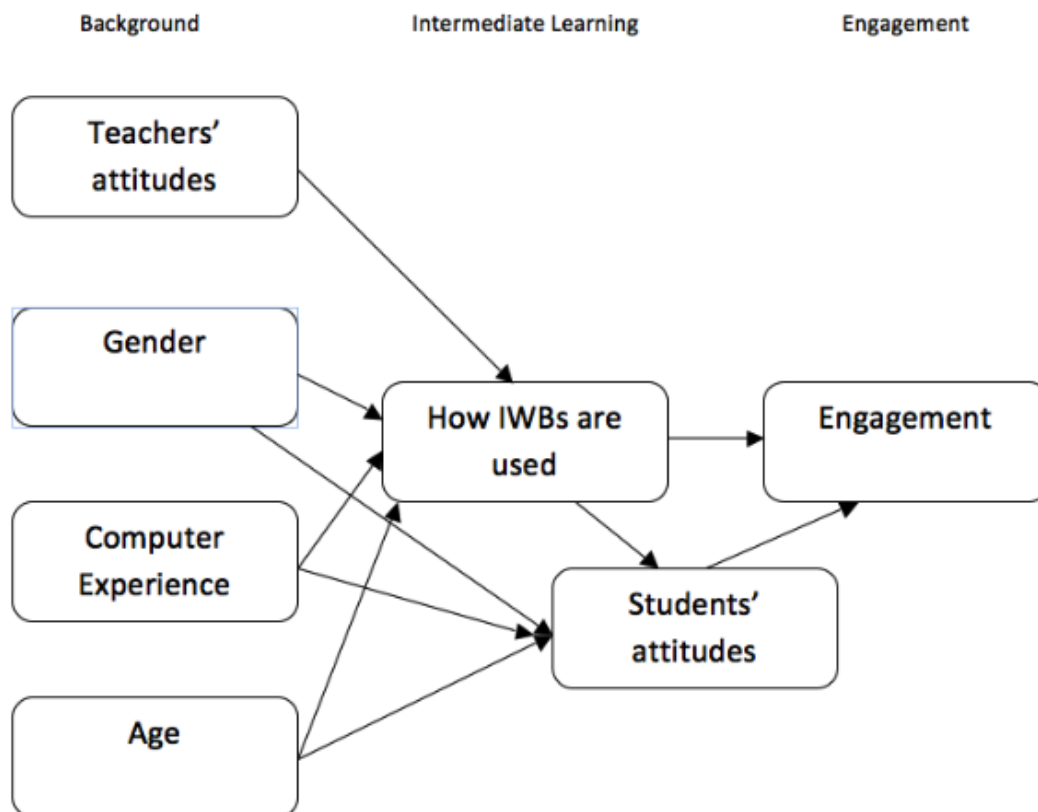 Background
Intermediate Learning
Engagement
Teachers’
attitudes
Gender
How IWBs are
used
Engagement
Computer
Experience
Students’
attitudes
Age